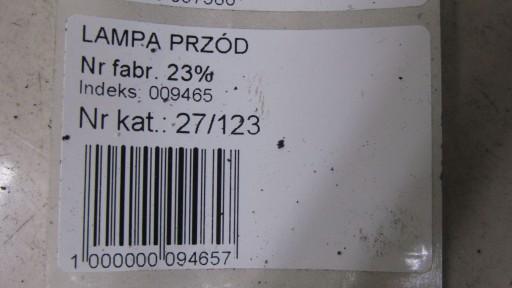 LAMPA PRZÓD
Nr fabr. 23%
Indeks: 009465
Nr kat.: 27/123
1 000000 094657